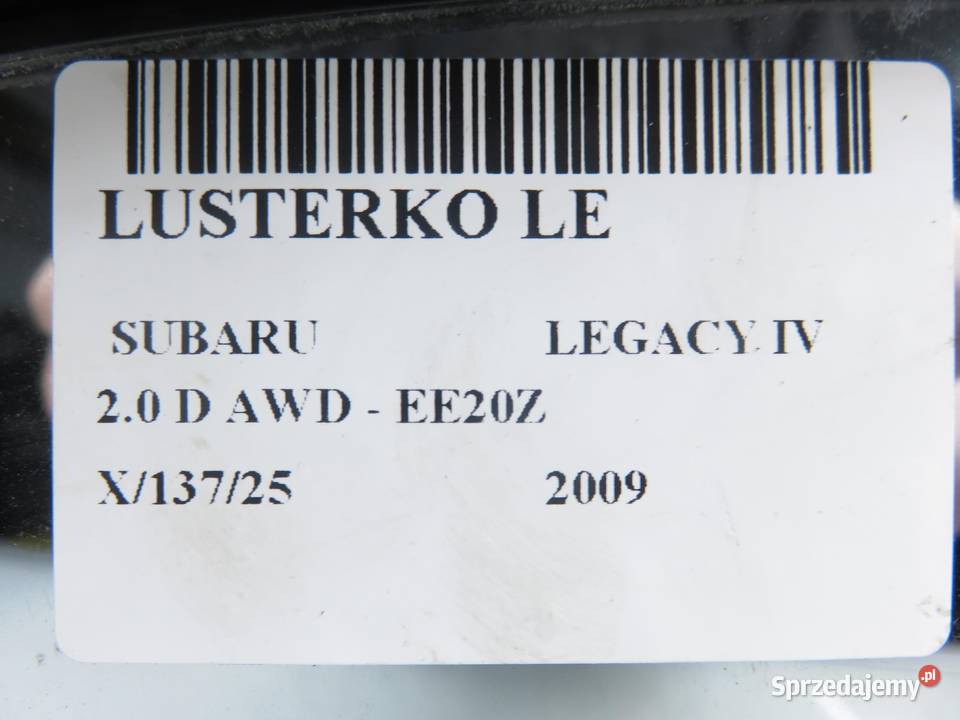 LUSTERKO LE
SUBARU LEGACY IV
2.0 D AWD - EE20Z
X/137/25 2009
Sprzedajemy.pl